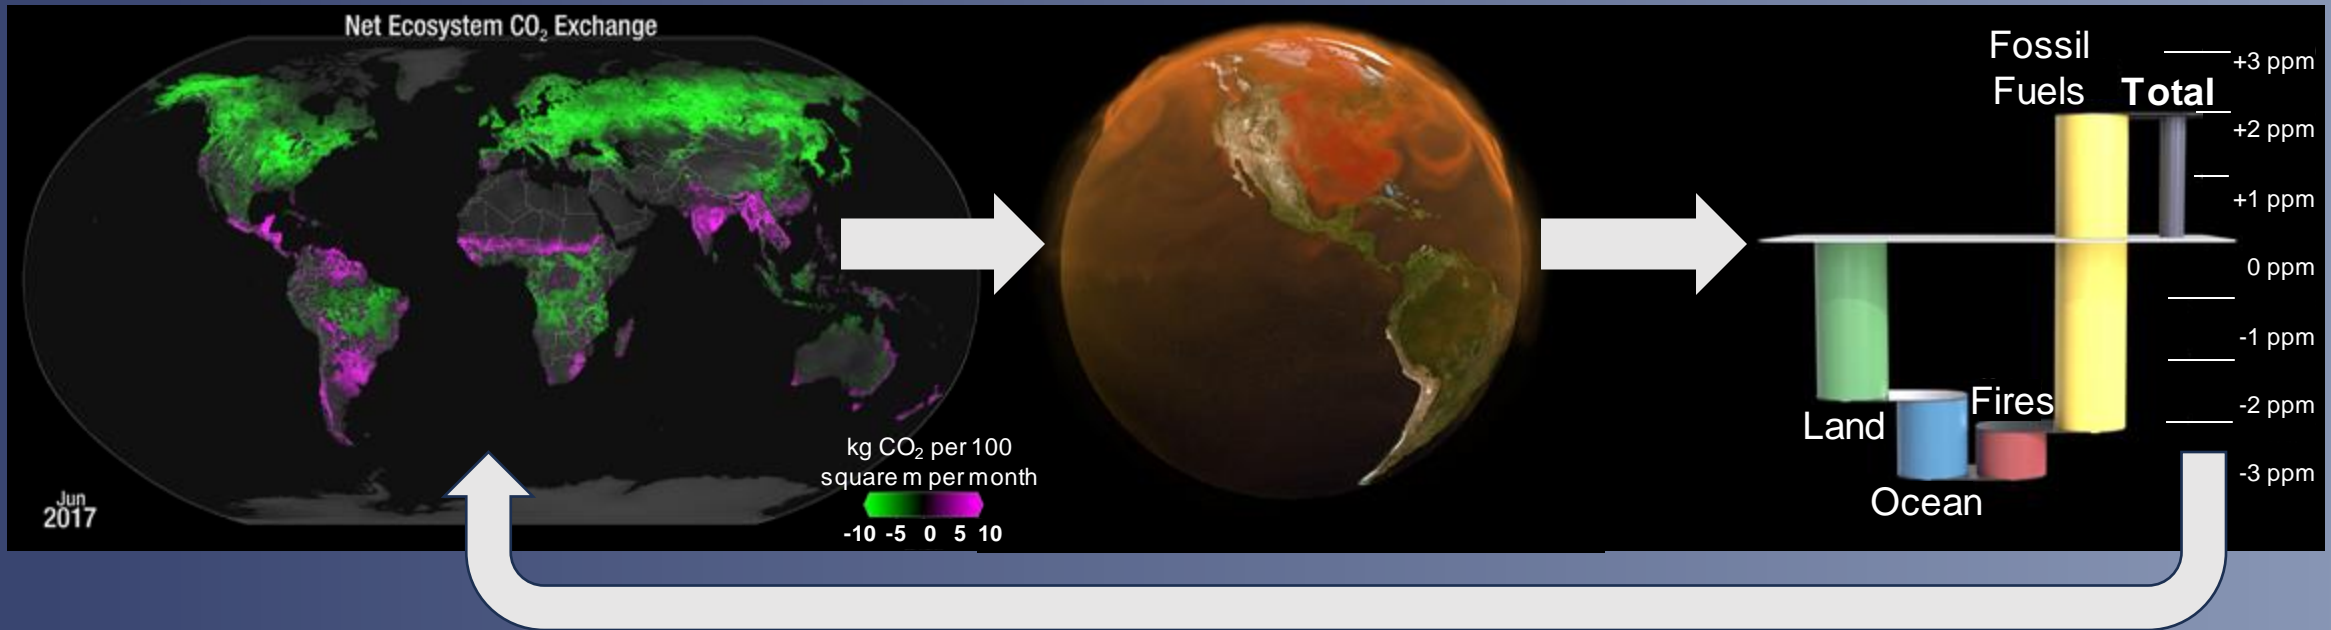 Net Ecosystem CO₂ Exchange
Jun
2017
kg CO₂ per 100
square m per month
-10 -5 0 5 10
Fossil
Fuels
Total
Land
Ocean
Fires
+3 ppm
+2 ppm
+1 ppm
0 ppm
-1 ppm
-2 ppm
-3 ppm